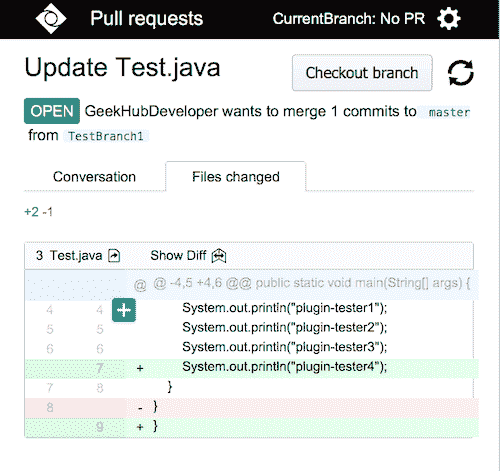 Pull requests CurrentBranch: No PR
Update Test.java Checkout branch
OPEN GeekHubDeveloper wants to merge 1 commits to master
from TestBranch1
Conversation Files changed
+2 -1
3 Test.java Show Diff
@ @ -4,5 +4,6 @@ public static void main(String[] args) {
4 4 + System.out.println("plugin-tester1");
5 5 System.out.println("plugin-tester2");
6 6 System.out.println("plugin-tester3");
7 + System.out.println("plugin-tester4");
7 8 }
8 - }
9 + }